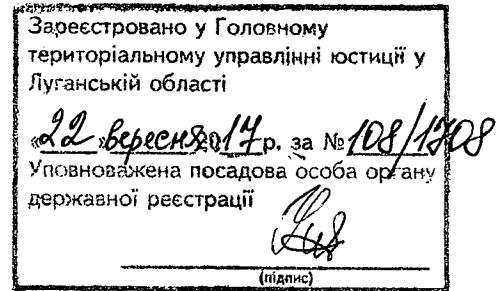 Зареєстровано у Головному
територіальному управлінні юстиції у
Луганській області
«22» вересня 2017 р. за № 108/1708
Уповноважена посадова особа органу
державної реєстрації
(підпис)